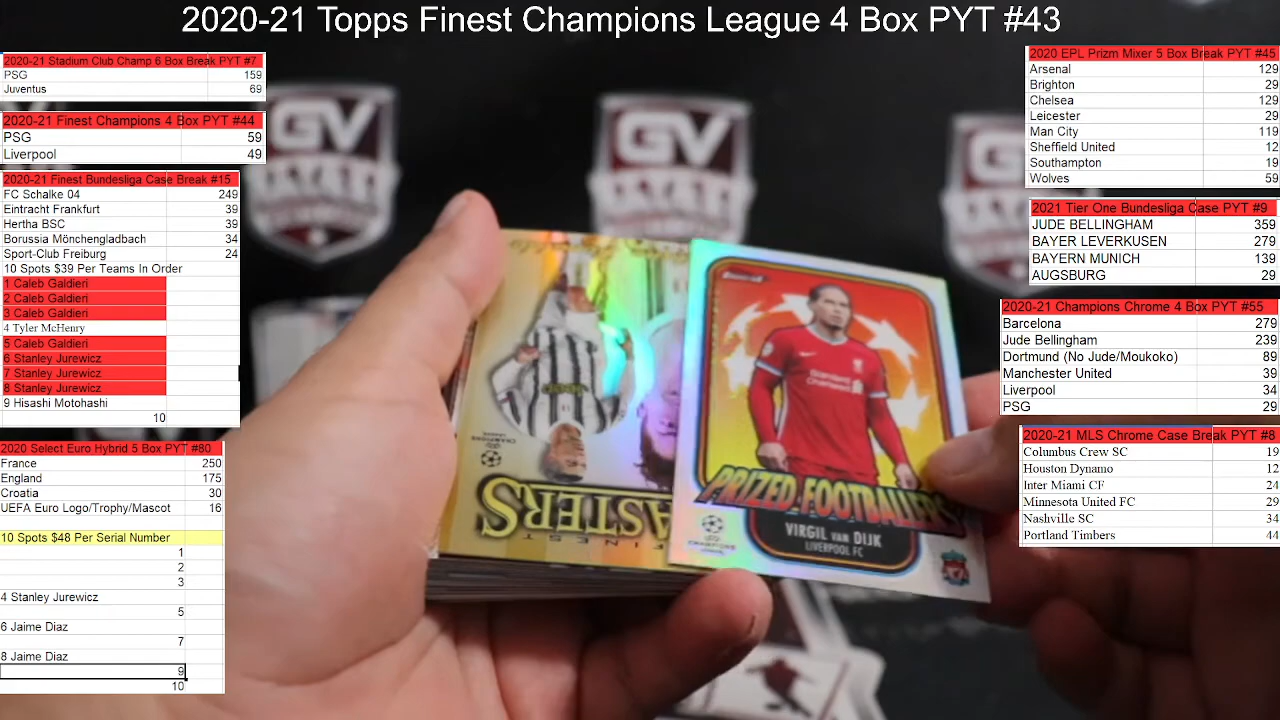 2020-21 Topps Finest Champions League 4 Box PYT #43
2020-21 Stadium Club Champ 6 Box Break PYT #7
PSG 159
Juventus 69
2020-21 Finest Champions 4 Box PYT #44
PSG 59
Liverpool 49
2020-21 Finest Bundesliga Case Break #15
FC Schalke 04 249
Eintracht Frankfurt 39
Hertha BSC 39
Borussia Mönchengladbach 34
Sport-Club Freiburg 24
10 Spots $39 Per Teams In Order
1 Caleb Galdieri
2 Caleb Galdieri
3 Caleb Galdieri
4 Tyler McHenry
5 Caleb Galdieri
6 Stanley Jurewicz
7 Stanley Jurewicz
8 Stanley Jurewicz
9 Hisashi Motohashi
10
2020 Select Euro Hybrid 5 Box PYT #80
France 250
England 175
Croatia 30
UEFA Euro Logo/Trophy/Mascot 16
10 Spots $48 Per Serial Number
1
2
3
4 Stanley Jurewicz
5
6 Jaime Diaz
7
8 Jaime Diaz
9
10
GV
GV
GV
Standard
Chartered
PRIZED FOOTBALLERS
VIRGIL VAN DIJK
LIVERPOOL FC
CHAMPIONS
FINEST
2020 EPL Prizm Mixer 5 Box Break PYT #45
Arsenal 129
Brighton 29
Chelsea 129
Leicester 29
Man City 119
Sheffield United 12
Southampton 19
Wolves 59
2021 Tier One Bundesliga Case PYT #9
JUDE BELLINGHAM 359
BAYER LEVERKUSEN 279
BAYERN MUNICH 139
AUGSBURG 29
2020-21 Champions Chrome 4 Box PYT #55
Barcelona 279
Jude Bellingham 239
Dortmund (No Jude/Moukoko) 89
Manchester United 39
Liverpool 34
PSG 29
2020-21 MLS Chrome Case Break PYT #8
Columbus Crew SC 19
Houston Dynamo 12
Inter Miami CF 24
Minnesota United FC 29
Nashville SC 34
Portland Timbers 44